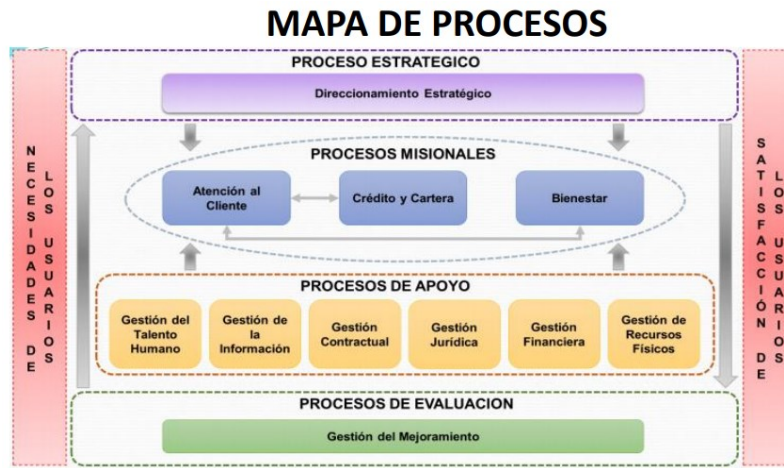 MAPA DE PROCESOS
PROCESO ESTRATEGICO
Direccionamiento Estratégico
NECESIDADES DE
LOS USUARIOS
PROCESOS MISIONALES
Atención al
Cliente
Crédito y Cartera
Bienestar
PROCESOS DE APOYO
Gestión del
Talento
Humano
Gestión de
la
Información
Gestión
Contractual
Gestión
Jurídica
Gestión
Financiera
Gestión de
Recursos
Físicos
PROCESOS DE EVALUACION
Gestión del Mejoramiento
SATISFACCIÓN DE
LOS USUARIOS